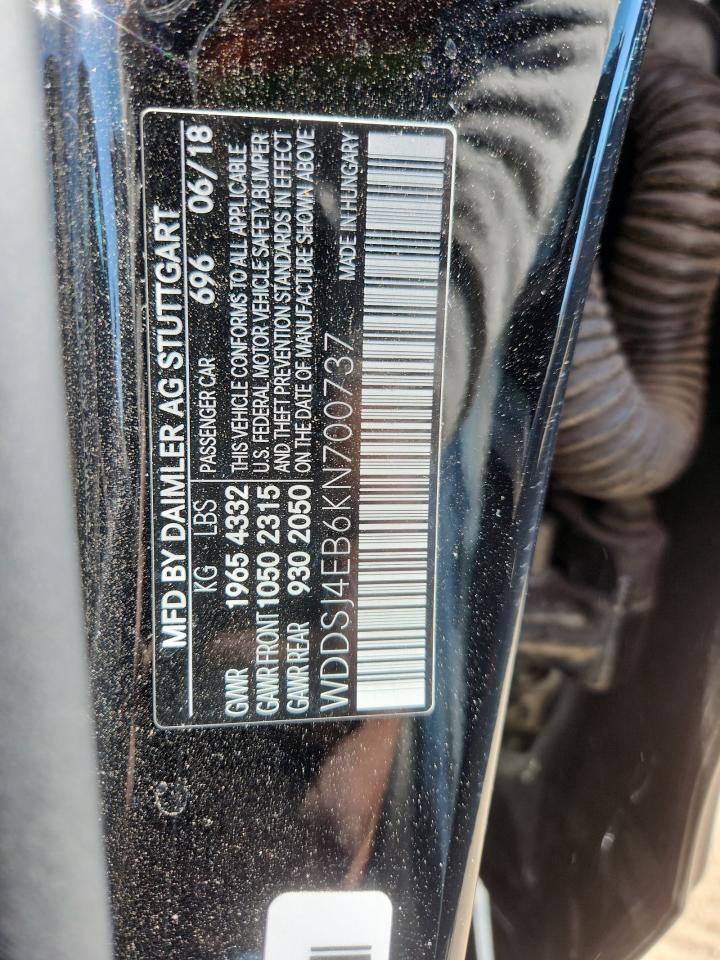 MFD BY DAIMLER AG STUTTGART
KG LBS PASSENGER CAR 696 06/18
GVWR 1965 4332 THIS VEHICLE CONFORMS TO ALL APPLICABLE
GAWR FRONT 1050 2315 U.S. FEDERAL MOTOR VEHICLE SAFETY, BUMPER
GAWR REAR 930 2050 AND THEFT PREVENTION STANDARDS IN EFFECT
ON THE DATE OF MANUFACTURE SHOWN ABOVE
WDDSJ4EB6KN700737 MADE IN HUNGARY